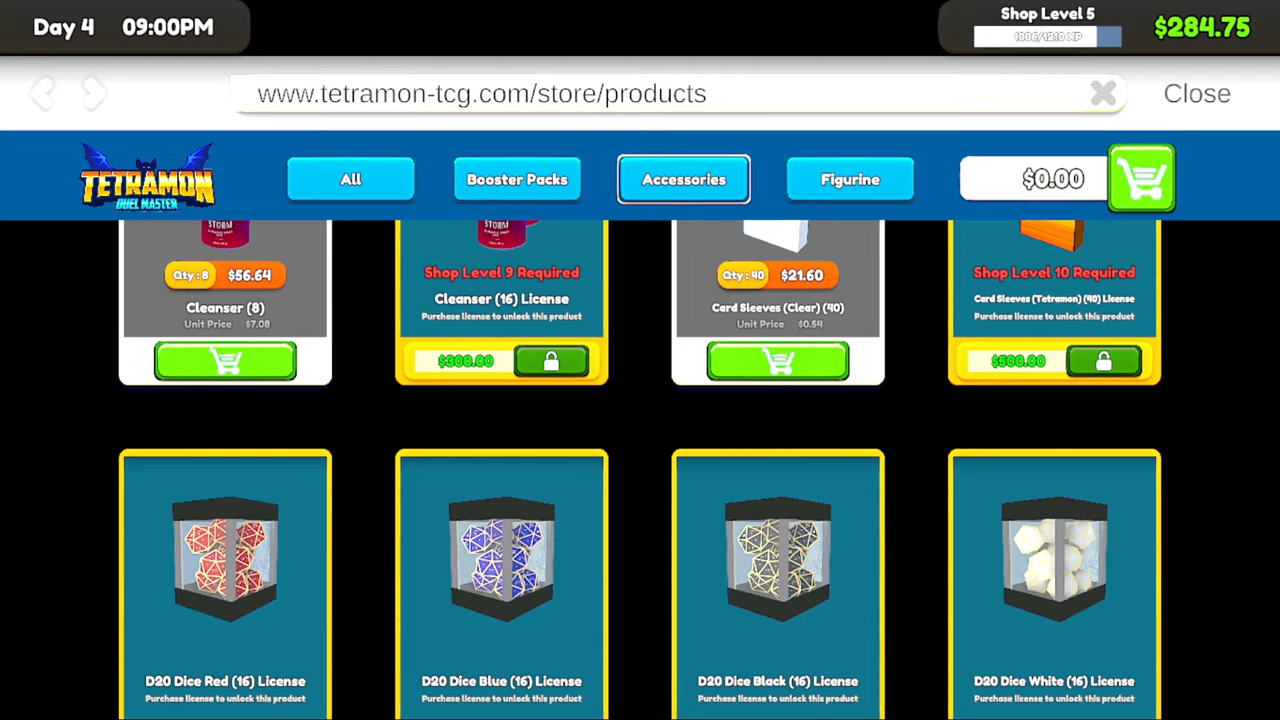 Day 4 09:00PM
Shop Level 5
1006/1210 XP
$284.75
www.tetramon-tcg.com/store/products
Close
TETRAMON
DUEL MASTER
All
Booster Packs
Accessories
Figurine
$0.00
STORM
STORM
Qty : 8 $56.64
Shop Level 9 Required
Qty : 40 $21.60
Shop Level 10 Required
Cleanser (8)
Unit Price $7.08
Cleanser (16) License
Purchase license to unlock this product
Card Sleeves (Clear) (40)
Unit Price $0.54
Card Sleeves (Tetramon) (40) License
Purchase license to unlock this product
$300.00
$500.00
D20 Dice Red (16) License
Purchase license to unlock this product
D20 Dice Blue (16) License
Purchase license to unlock this product
D20 Dice Black (16) License
Purchase license to unlock this product
D20 Dice White (16) License
Purchase license to unlock this product